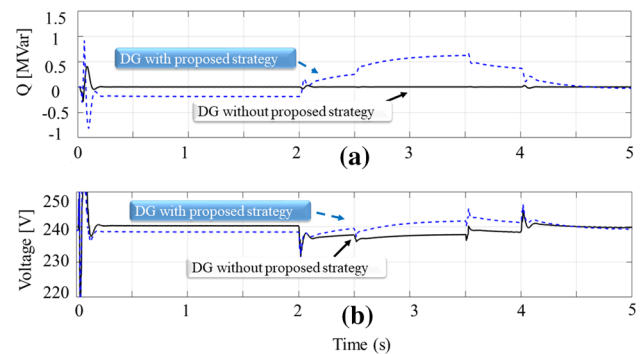 1.5
1
0.5
0
-0.5
-1
Q [MVar]
DG with proposed strategy
DG without proposed strategy
0 1 2 3 4 5
(a)
250
240
230
220
Voltage [V]
DG with proposed strategy
DG without proposed strategy
0 1 2 3 4 5
(b)
Time (s)